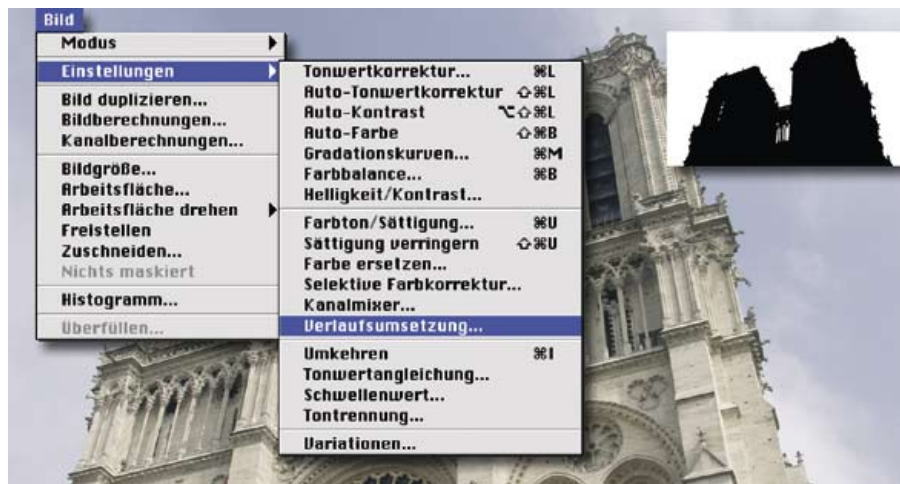 Bild
Modus
Einstellungen
Bild duplizieren...
Bildberechnungen...
Kanalberechnungen...
Bildgröße...
Arbeitsfläche...
Arbeitsfläche drehen
Freistellen
Zuschneiden...
Nichts maskiert
Histogramm...
Überfüllen...
Tonwertkorrektur... ⌘L
Auto-Tonwertkorrektur ⇧⌘L
Auto-Kontrast ⌥⇧⌘L
Auto-Farbe ⇧⌘B
Gradationskurven... ⌘M
Farbbalance... ⌘B
Helligkeit/Kontrast...
Farbton/Sättigung... ⌘U
Sättigung verringern ⇧⌘U
Farbe ersetzen...
Selektive Farbkorrektur...
Kanalmixer...
Verlaufsumsetzung...
Umkehren ⌘I
Tonwertangleichung...
Schwellenwert...
Tontrennung...
Variationen...